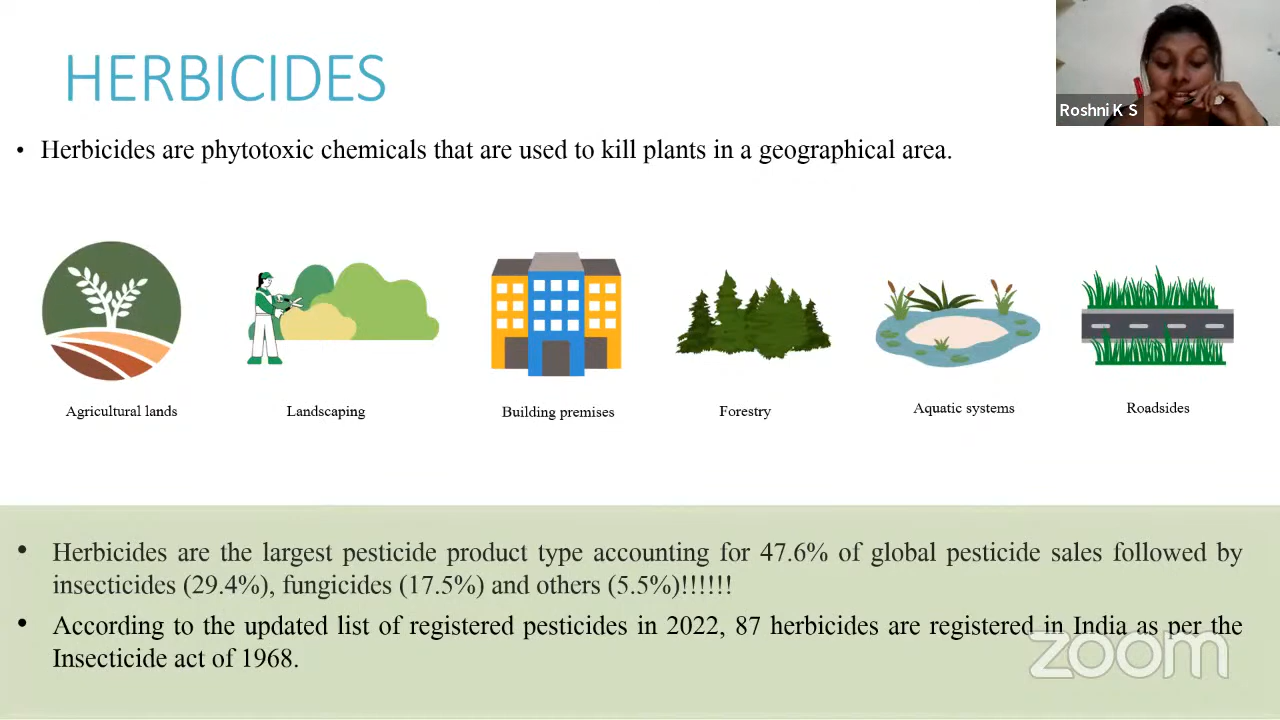 HERBICIDES
Roshni K S
• Herbicides are phytotoxic chemicals that are used to kill plants in a geographical area.
Agricultural lands
Landscaping
Building premises
Forestry
Aquatic systems
Roadsides
• Herbicides are the largest pesticide product type accounting for 47.6% of global pesticide sales followed by
insecticides (29.4%), fungicides (17.5%) and others (5.5%)!!!!!!
• According to the updated list of registered pesticides in 2022, 87 herbicides are registered in India as per the
Insecticide act of 1968.
zoom